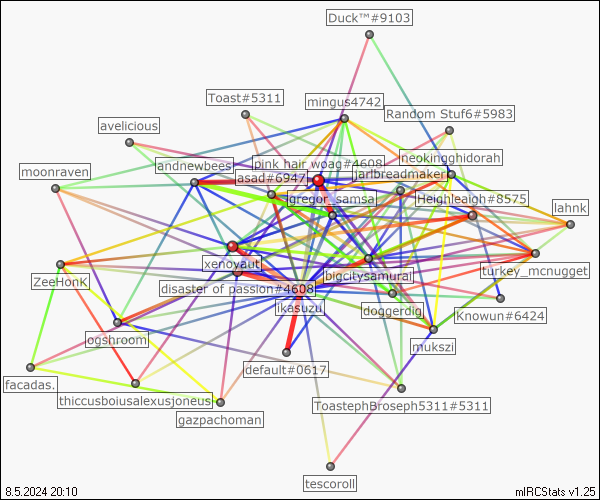 Duck™#9103
Toast#5311
mingus4742
Random Stuf6#5983
avelicious
andnewbees
pink hair woag#4608
neokingghidorah
moonraven
asad#6947
jarlbreadmaker
gregor_samsa
Heighleaigh#8575
lahnk
xenoyaut
bigcitysamurai
turkey_mcnugget
ZeeHonK
disaster of passion#4608
ikasuzu
doggerdig
Knowun#6424
ogshroom
mukszi
default#0617
facadas.
thiccusboiusalexusjoneus
gazpachoman
ToastephBroseph5311#5311
tescoroll
8.5.2024 20:10
mIRCStats v1.25